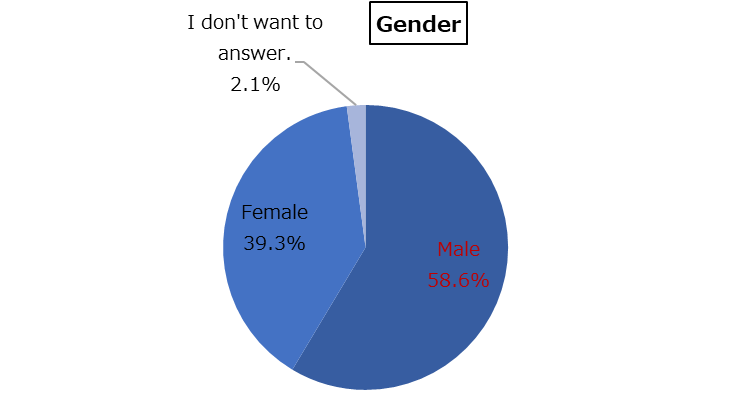 Gender
I don't want to
answer.
2.1%
Female
39.3%
Male
58.6%